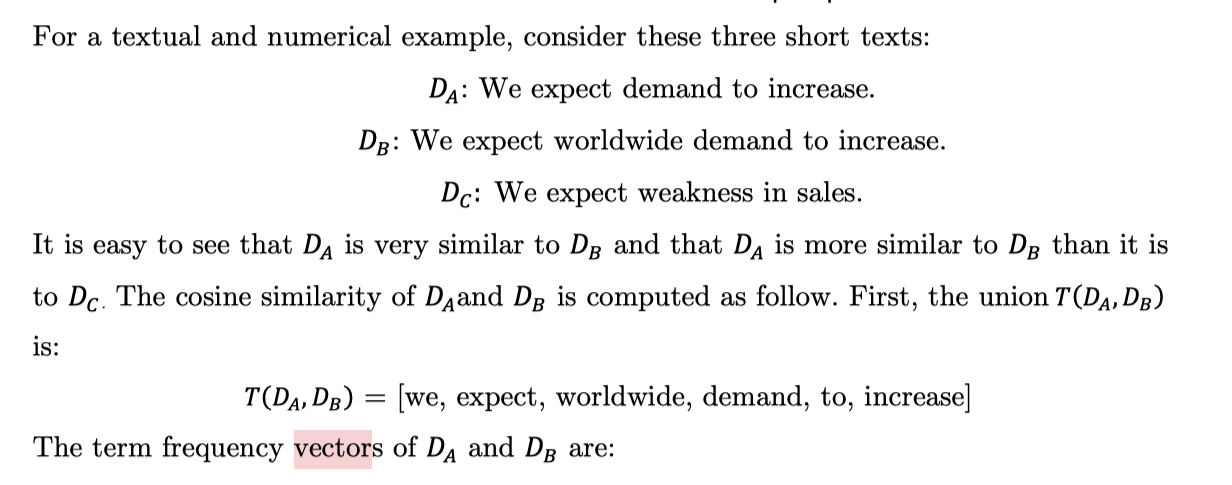 For a textual and numerical example, consider these three short texts:
D_A: We expect demand to increase.
D_B: We expect worldwide demand to increase.
D_C: We expect weakness in sales.
It is easy to see that D_A is very similar to D_B and that D_A is more similar to D_B than it is
to D_C. The cosine similarity of D_Aand D_B is computed as follow. First, the union T(D_A, D_B)
is:
T(D_A, D_B) = [we, expect, worldwide, demand, to, increase]
The term frequency vectors of D_A and D_B are: